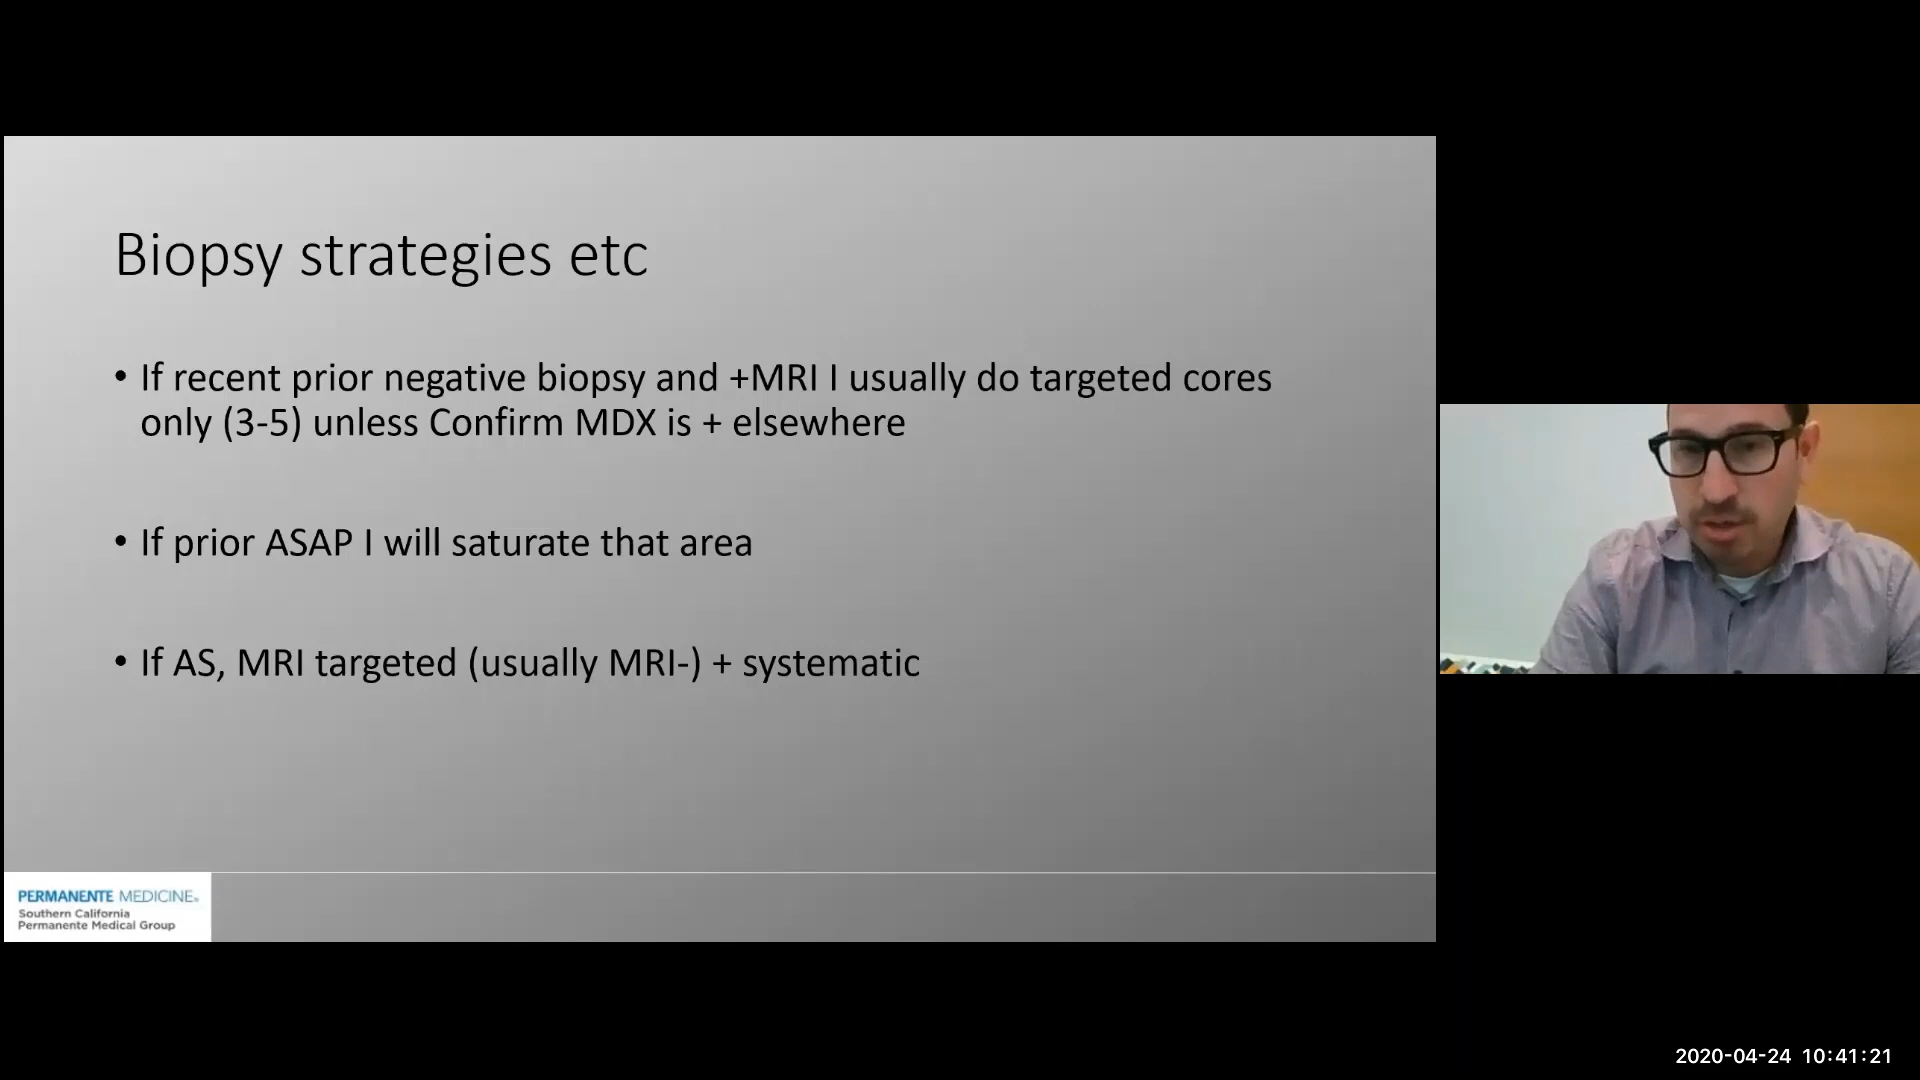 Biopsy strategies etc
• If recent prior negative biopsy and +MRI I usually do targeted cores
only (3-5) unless Confirm MDX is + elsewhere
• If prior ASAP I will saturate that area
• If AS, MRI targeted (usually MRI-) + systematic
PERMANENTE MEDICINE®
Southern California
Permanente Medical Group
2020-04-24 10:41:21